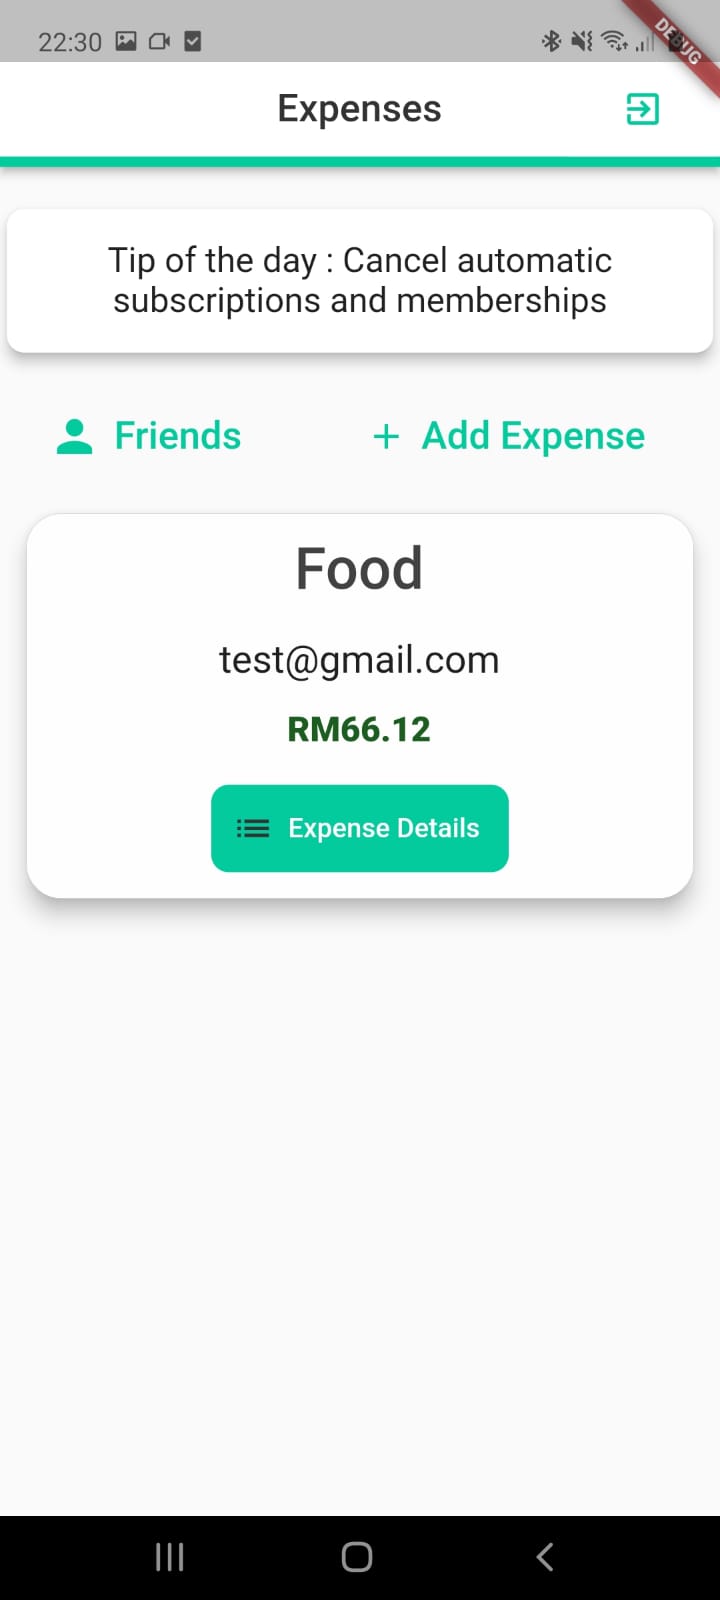 22:30
DEBUG
Expenses
Tip of the day : Cancel automatic
subscriptions and memberships
Friends
+ Add Expense
Food
test@gmail.com
RM66.12
Expense Details